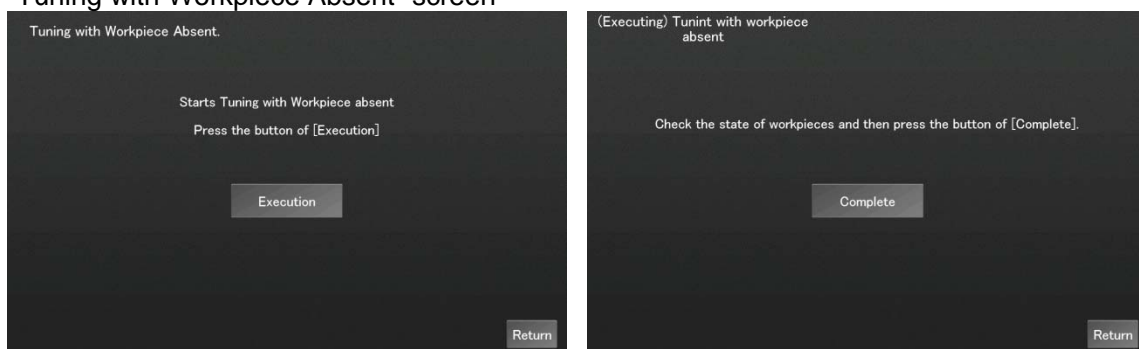 Tuning with Workpiece Absent" screen
Tuning with Workpiece Absent.
Starts Tuning with Workpiece absent
Press the button of [Execution]
Execution
Return
(Executing) Tunint with workpiece
absent
Check the state of workpieces and then press the button of [Complete].
Complete
Return